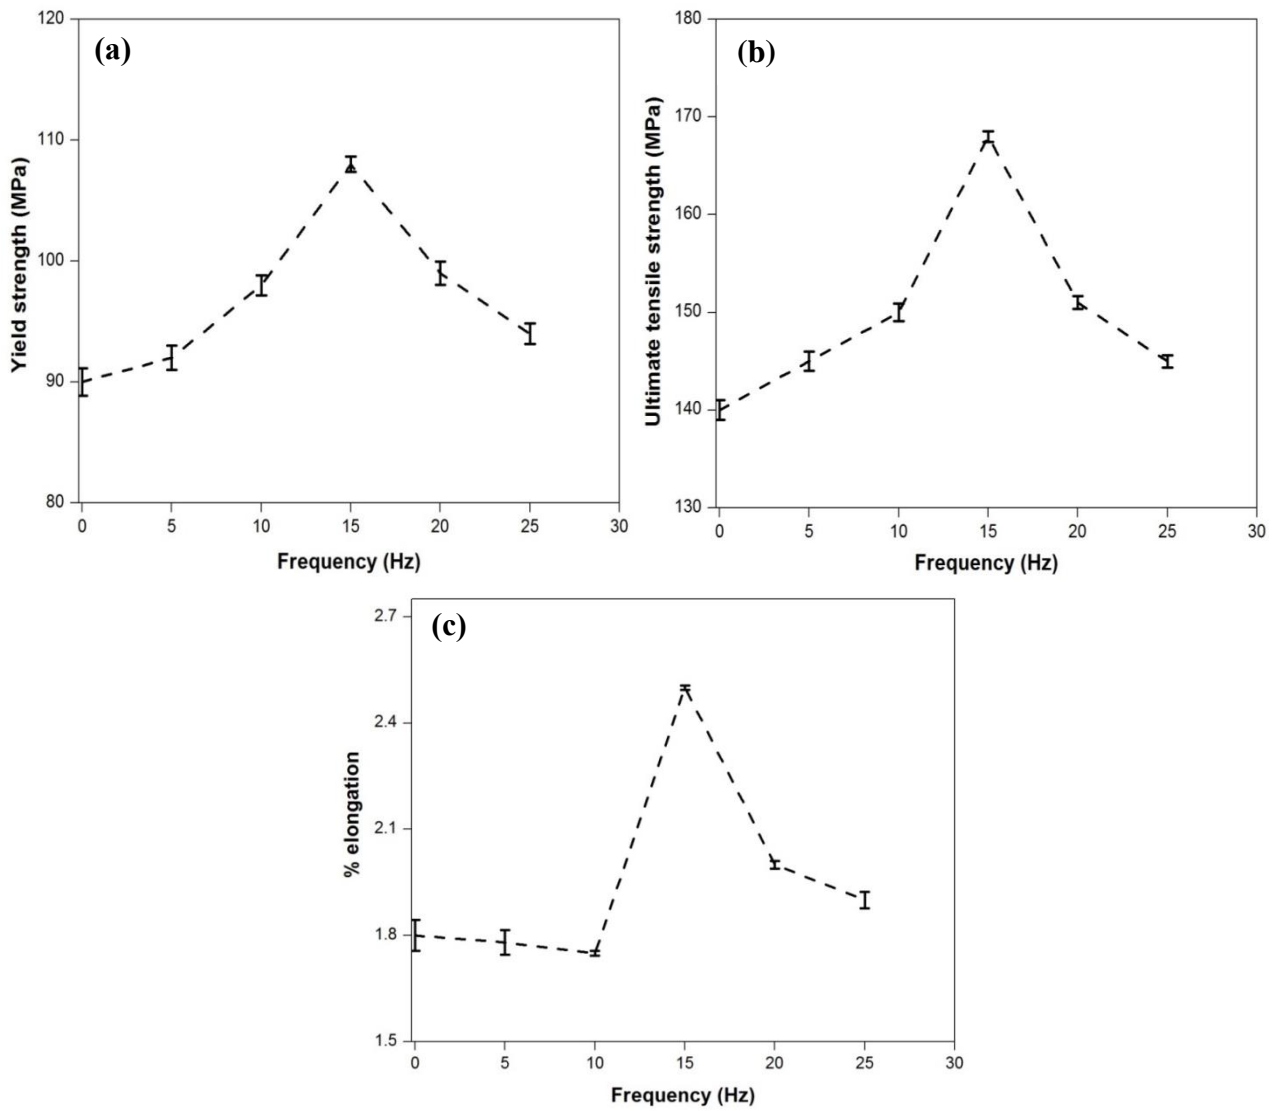 (a)
120
110
100
90
80
0 5 10 15 20 25 30
Yield strength (MPa)
Frequency (Hz)
(b)
180
170
160
150
140
130
0 5 10 15 20 25 30
Ultimate tensile strength (MPa)
Frequency (Hz)
(c)
2.7
2.4
2.1
1.8
1.5
0 5 10 15 20 25 30
% elongation
Frequency (Hz)